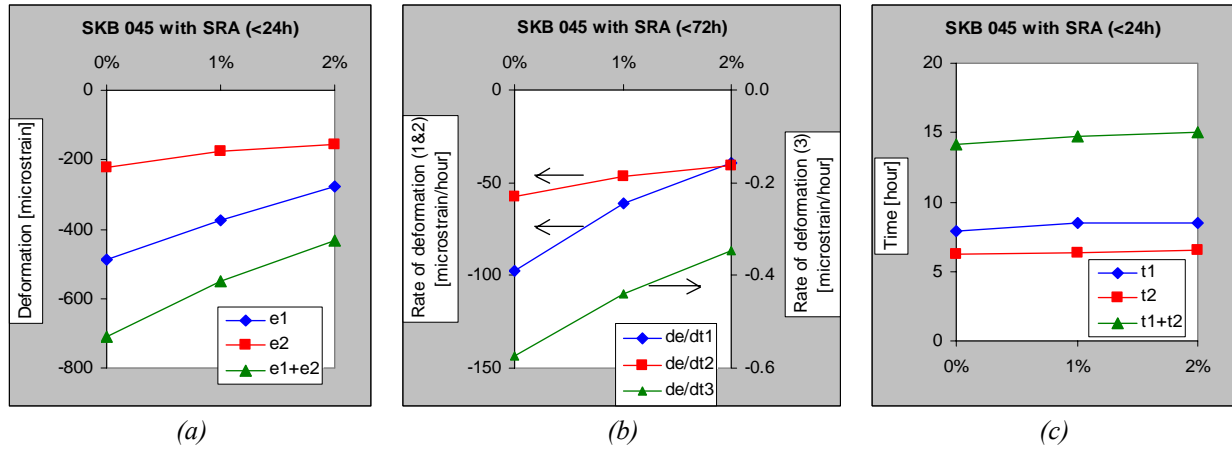 SKB 045 with SRA (<24h)
0% 1% 2%
0
-200
-400
-600
-800
Deformation [microstrain]
e1
e2
e1+e2
(a)
SKB 045 with SRA (<72h)
0% 1% 2%
0
-50
-100
-150
Rate of deformation (1&2)
[microstrain/hour]
0.0
-0.2
-0.4
-0.6
Rate of deformation (3)
[microstrain/hour]
de/dt1
de/dt2
de/dt3
(b)
SKB 045 with SRA (<24h)
20
15
10
5
0
Time [hour]
t1
t2
t1+t2
0% 1% 2%
(c)